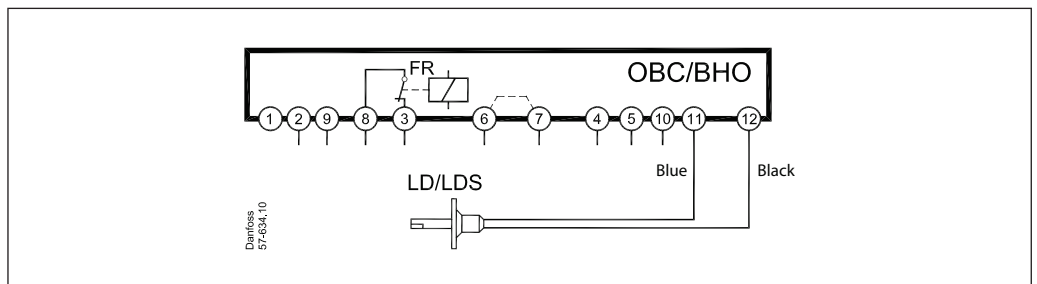 FR
OBC/BHO
1 2 9 8 3 6 7 4 5 10 11 12
Blue
Black
LD/LDS
Danfoss
57-634.10